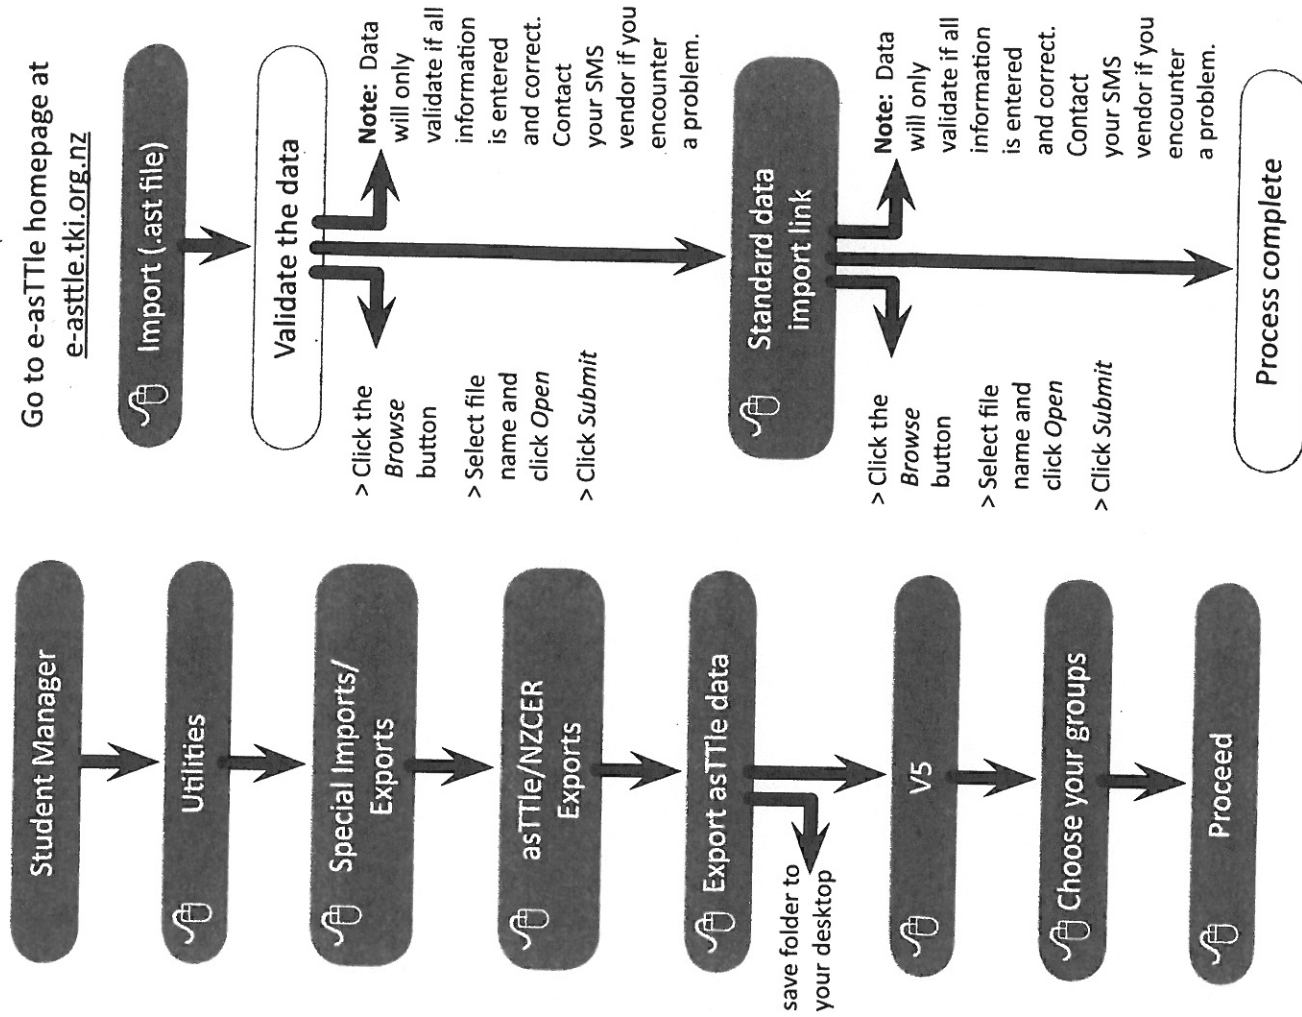 Student Manager
Utilities
Special Imports/
Exports
asTTle/NZCER
Exports
Export asTTle data
save folder to
your desktop
V5
Choose your groups
Proceed
Go to e-asTTle homepage at
e-asttle.tki.org.nz
Import (.ast file)
Validate the data
> Click the
Browse
button
> Select file
name and
click Open
> Click Submit
Note: Data
will only
validate if all
information
is entered
and correct.
Contact
your SMS
vendor if you
encounter
a problem.
Standard data
import link
> Click the
Browse
button
> Select file
name and
click Open
> Click Submit
Note: Data
will only
validate if all
information
is entered
and correct.
Contact
your SMS
vendor if you
encounter
a problem.
Process complete